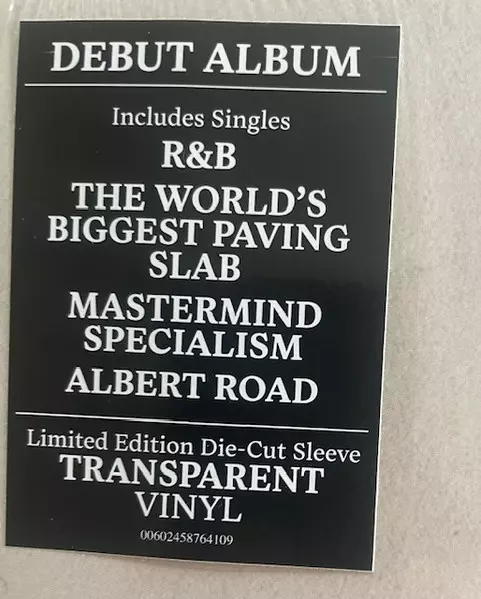 DEBUT ALBUM
Includes Singles
R&B
THE WORLD'S
BIGGEST PAVING
SLAB
MASTERMIND
SPECIALISM
ALBERT ROAD
Limited Edition Die-Cut Sleeve
TRANSPARENT
VINYL
00602458764109